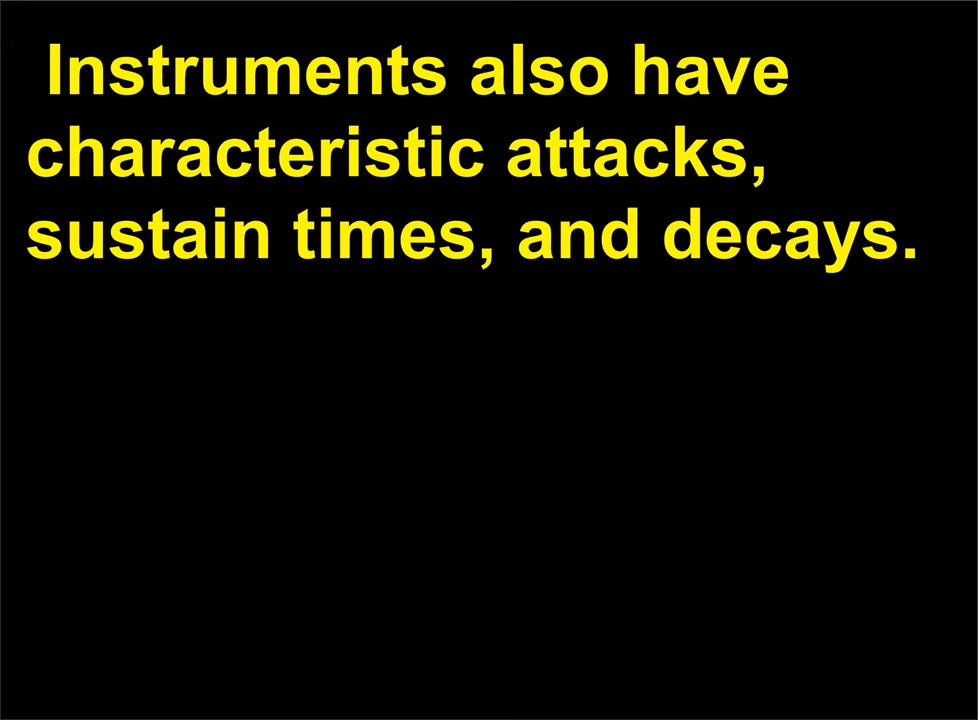 Instruments also have
characteristic attacks,
sustain times, and decays.